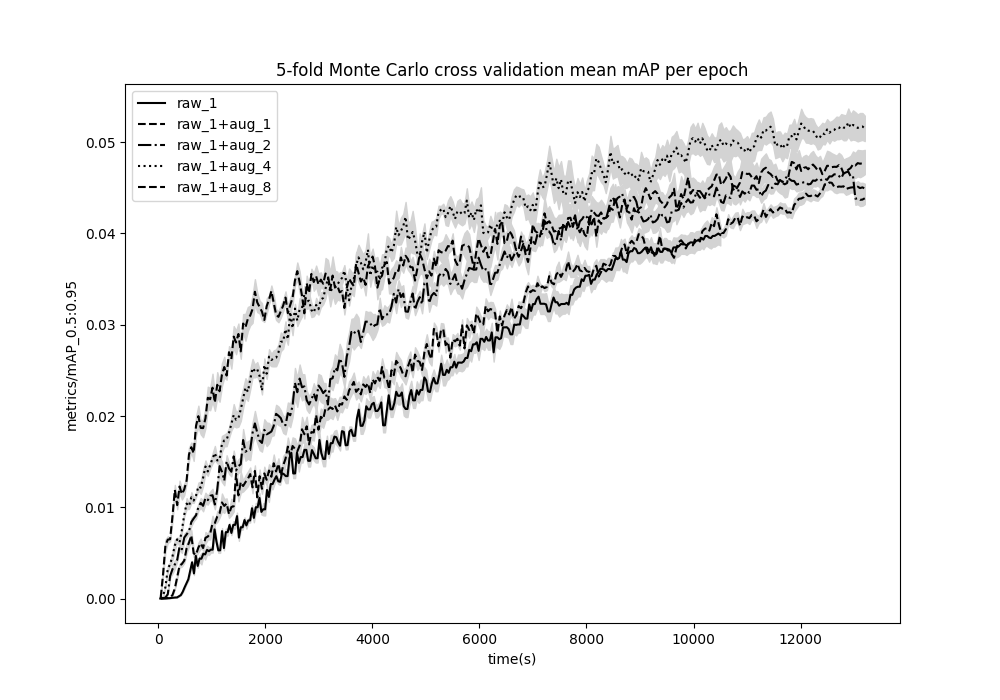 5-fold Monte Carlo cross validation mean mAP per epoch
raw_1
raw_1+aug_1
raw_1+aug_2
raw_1+aug_4
raw_1+aug_8
metrics/mAP_0.5:0.95
0.05
0.04
0.03
0.02
0.01
0.00
0 2000 4000 6000 8000 10000 12000
time(s)